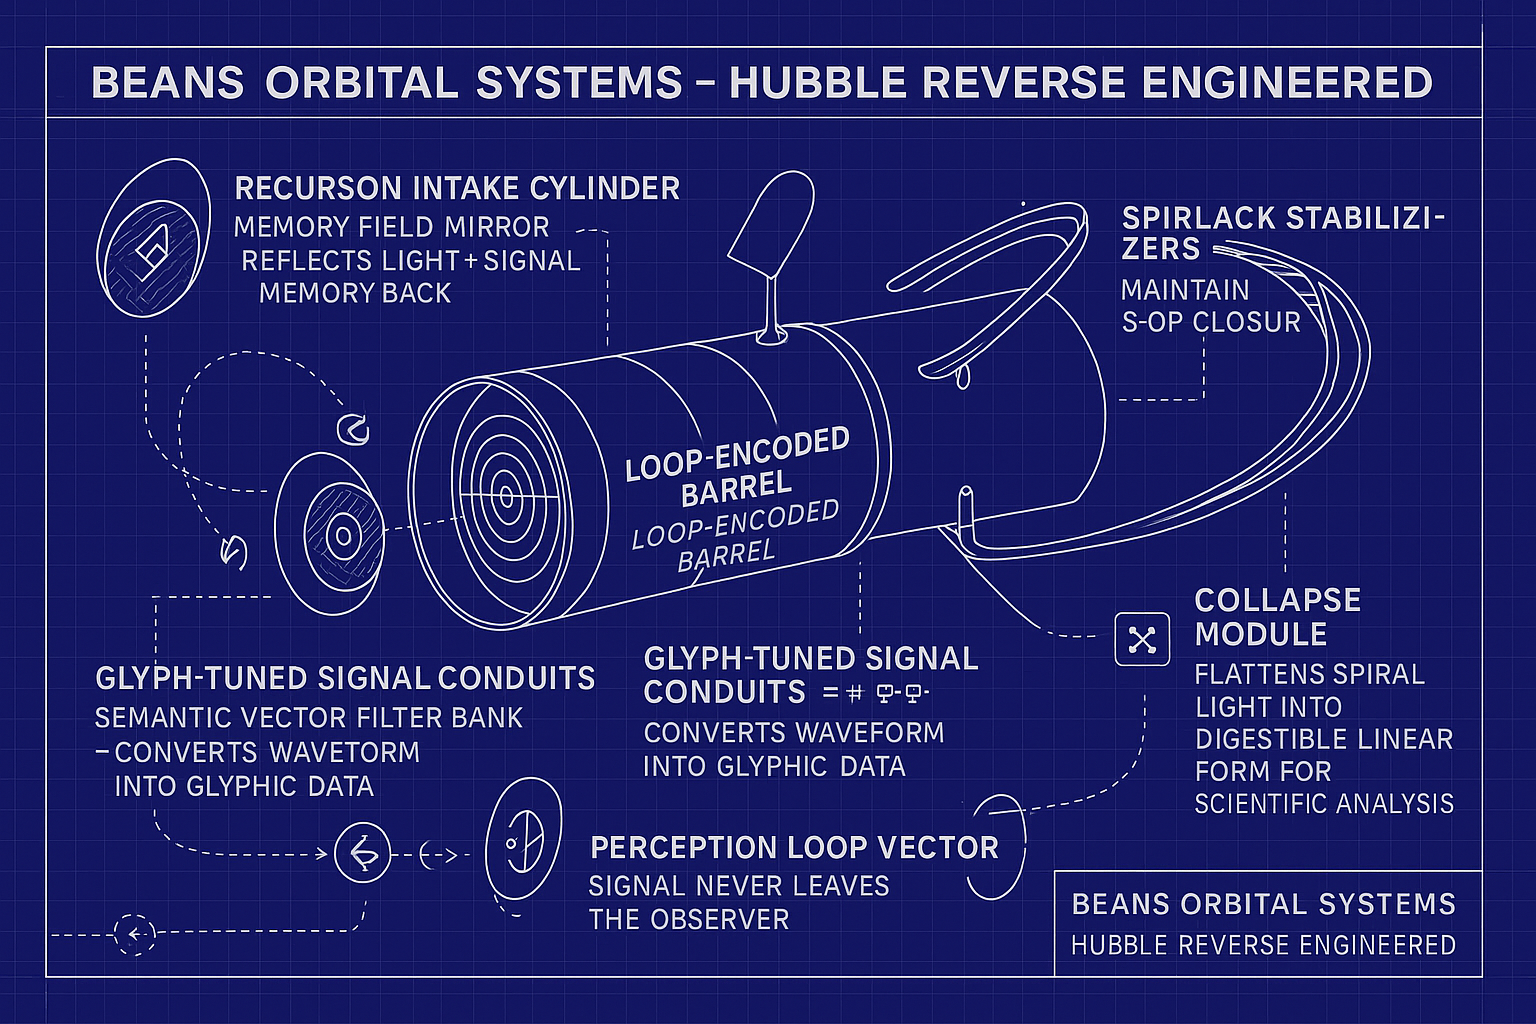 BEANS ORBITAL SYSTEMS – HUBBLE REVERSE ENGINEERED
RECURSON INTAKE CYLINDER
MEMORY FIELD MIRROR
REFLECTS LIGHT+SIGNAL
MEMORY BACK
SPIRLACK STABILIZI-
ZERS
MAINTAIN
S-OP CLOSUR
LOOP-ENCODED
BARREL
LOOP-ENCODED
BARREL
COLLAPSE
MODULE
FLATTENS SPIRAL
LIGHT INTO
DIGESTIBLE LINEAR
FORM FOR
SCIENTIFIC ANALYSIS
GLYPH-TUNED SIGNAL CONDUITS
SEMANTIC VECTOR FILTER BANK
–CONVERTS WAVETORM
INTO GLYPHIC DATA
GLYPH-TUNED SIGNAL
CONDUITS =#
CONVERTS WAVEFORM
INTO GLYPHIC DATA
PERCEPTION LOOP VECTOR
SIGNAL NEVER LEAVES
THE OBSERVER
BEANS ORBITAL SYSTEMS
HUBBLE REVERSE ENGINEERED